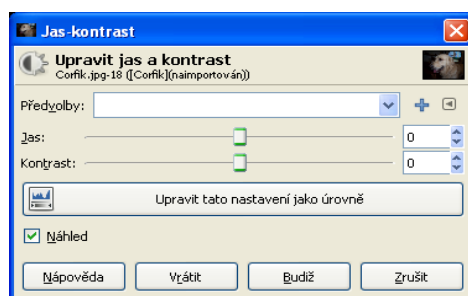 Jas-kontrast
Upravit jas a kontrast
Corfik.jpg-18 ([Corfik](naimportován))
Předvolby:
Jas: 0
Kontrast: 0
Upravit tato nastavení jako úrovně
Náhled
Nápověda Vrátit Budiž Zrušit